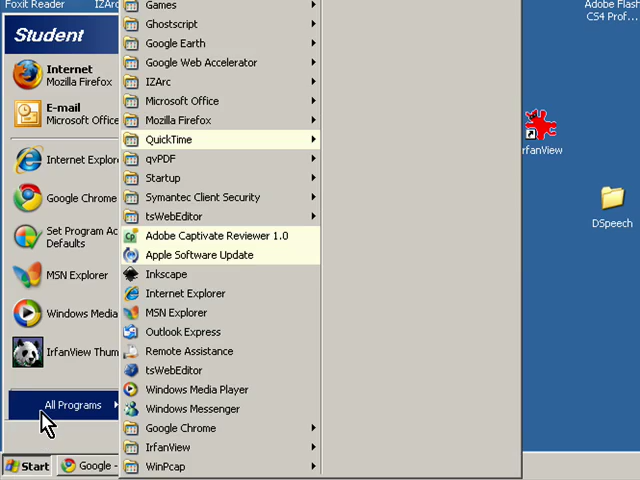 Foxit Reader
IZArc
Adobe Flash
CS4 Prof...
Student
Internet
Mozilla Firefox
E-mail
Microsoft Office
Internet Explor
Google Chrome
Set Program Ac
Defaults
MSN Explorer
Windows Media
IrfanView Thum
All Programs
Start
Google -
Games
Ghostscript
Google Earth
Google Web Accelerator
IZArc
Microsoft Office
Mozilla Firefox
QuickTime
qvPDF
Startup
Symantec Client Security
tsWebEditor
Adobe Captivate Reviewer 1.0
Apple Software Update
Inkscape
Internet Explorer
MSN Explorer
Outlook Express
Remote Assistance
tsWebEditor
Windows Media Player
Windows Messenger
Google Chrome
IrfanView
WinPcap
IrfanView
DSpeech